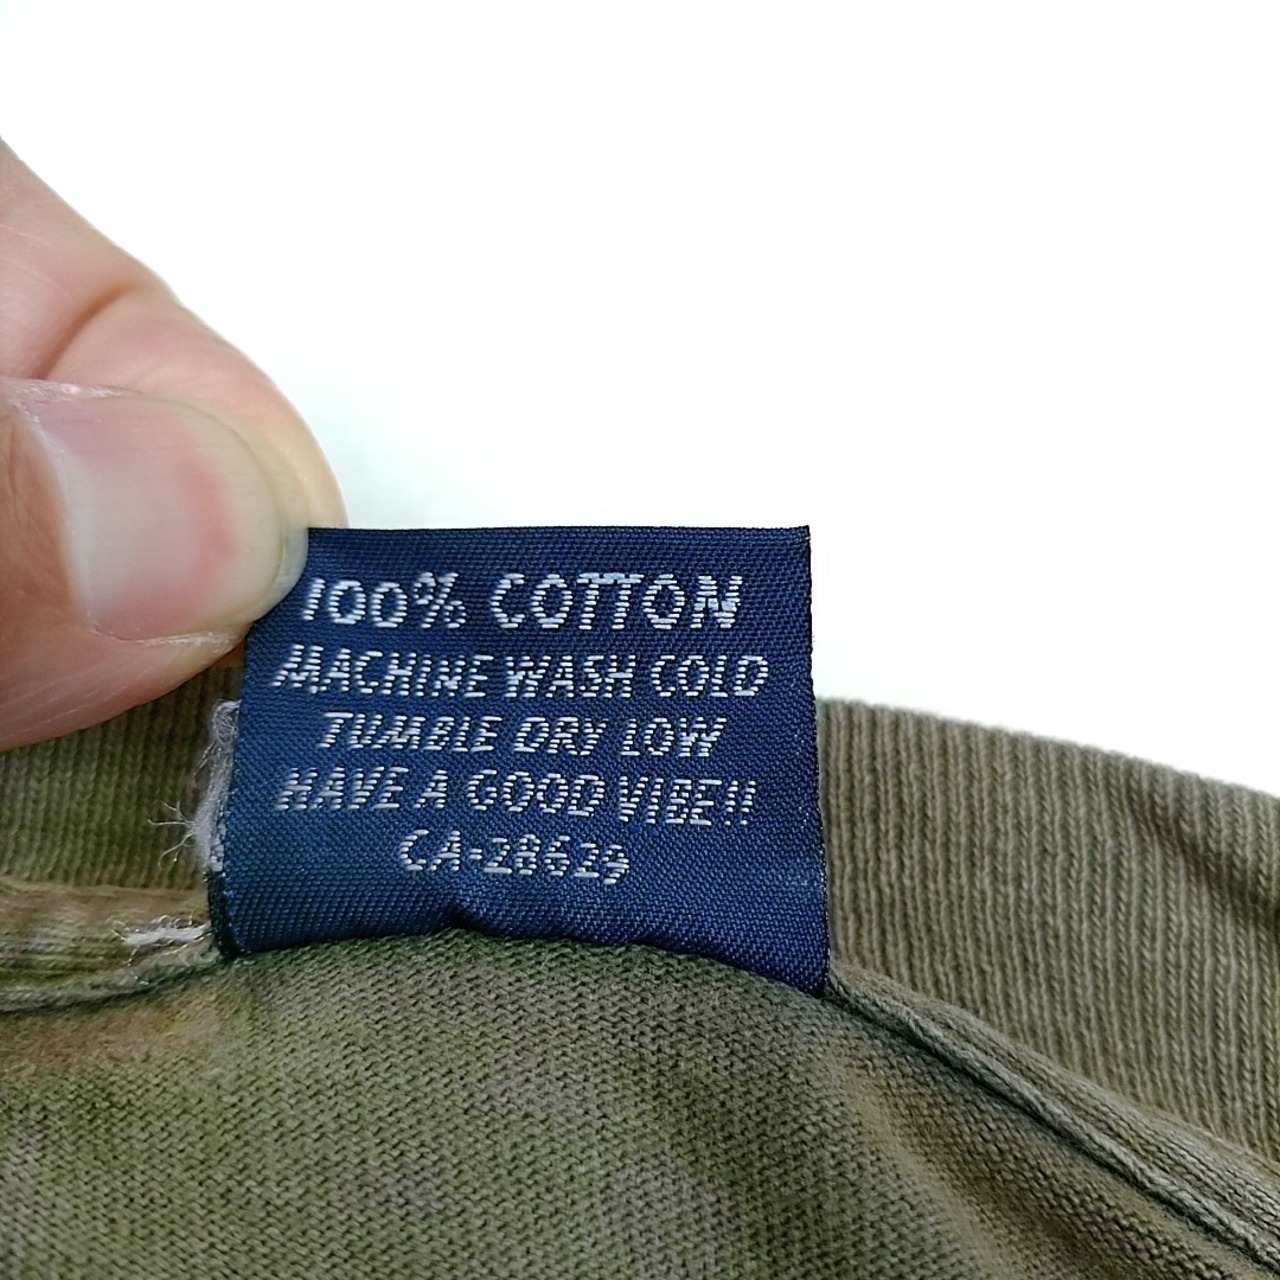 100% COTTON
MACHINE WASH COLD
TUMBLE DRY LOW
HAVE A GOOD VIBE!!
CA-28629